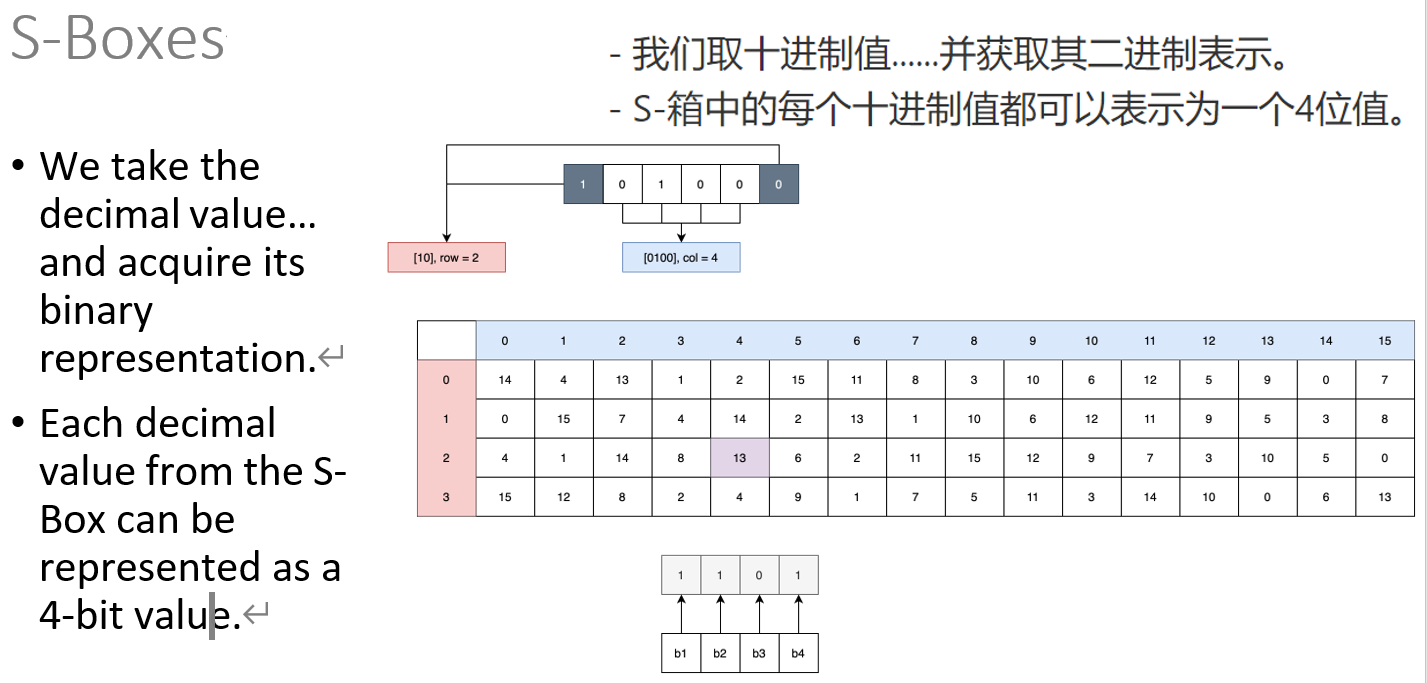 S-Boxes
- 我们取十进制值......并获取其二进制表示。
- S-箱中的每个十进制值都可以表示为一个4位值。
• We take the
decimal value...
and acquire its
binary
representation.↵
• Each decimal
value from the S-
Box can be
represented as a
4-bit value.↵
1 0 1 0 0 0
[10], row = 2 [0100], col = 4
0 1 2 3 4 5 6 7 8 9 10 11 12 13 14 15
0 14 4 13 1 2 15 11 8 3 10 6 12 5 9 0 7
1 0 15 7 4 14 2 13 1 10 6 12 11 9 5 3 8
2 4 1 14 8 13 6 2 11 15 12 9 7 3 10 5 0
3 15 12 8 2 4 9 1 7 5 11 3 14 10 0 6 13
1 1 0 1
b1 b2 b3 b4